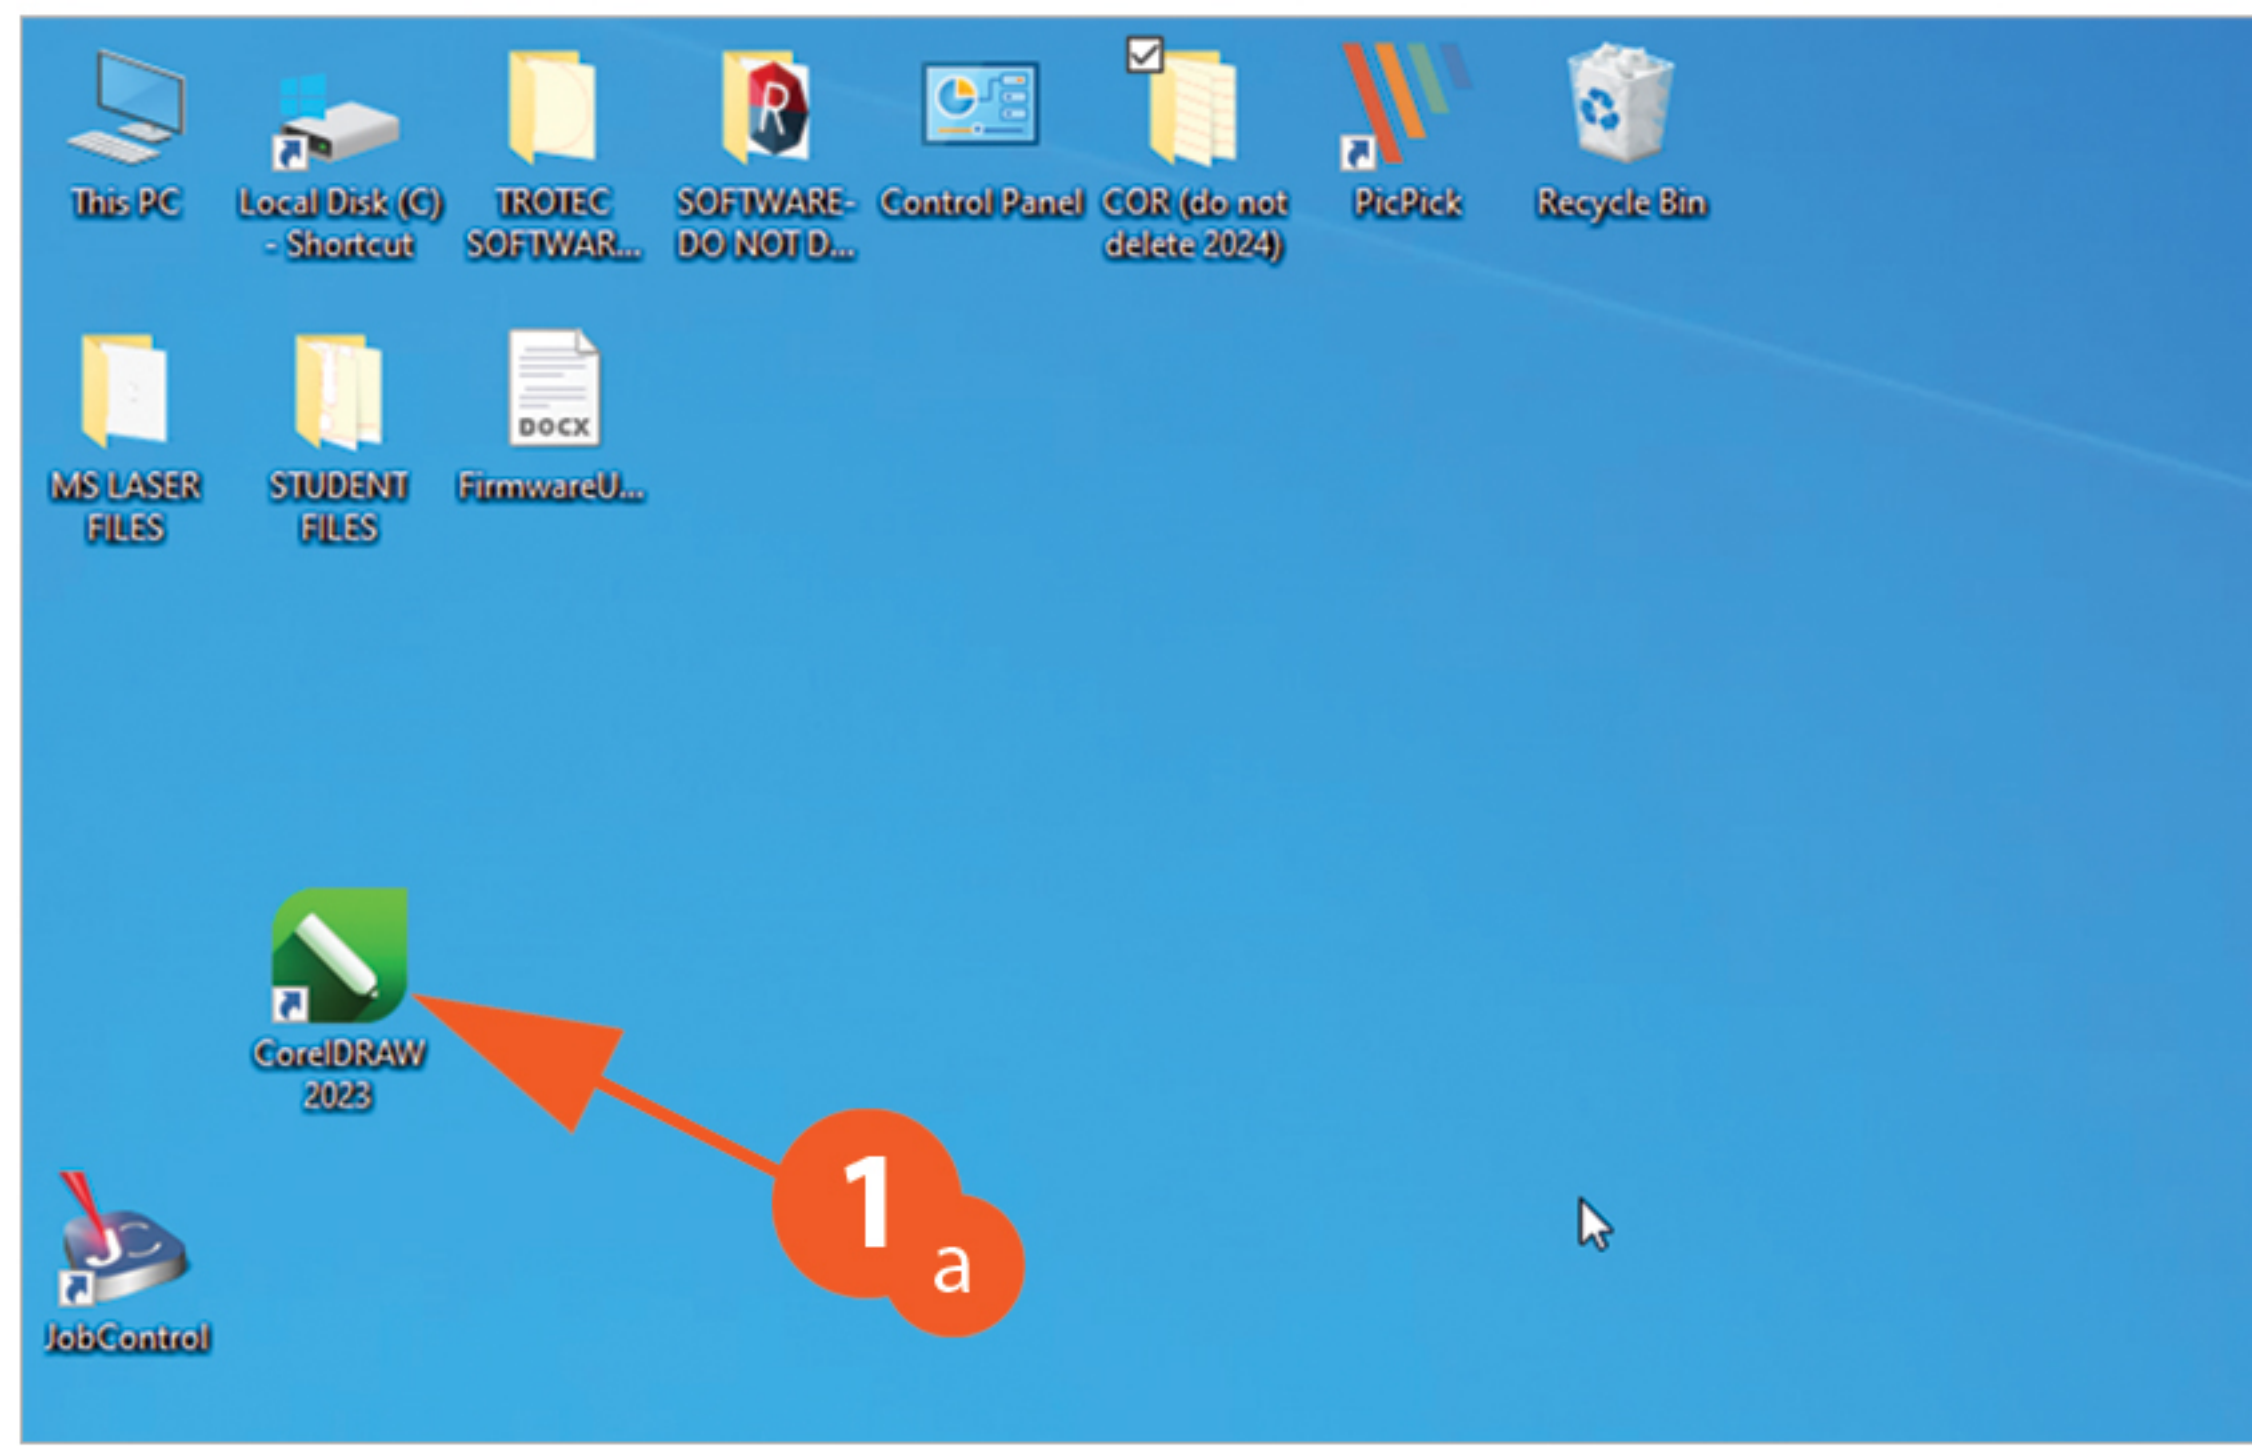 This PC
Local Disk (C)
- Shortcut
TROTEC
SOFTWAR...
R
SOFTWARE-
DO NOT D...
Control Panel
COR (do not
delete 2024)
PicPick
Recycle Bin
MS LASER
FILES
STUDENT
FILES
DOCX
FirmwareU...
CorelDRAW
2023
1
a
JC
JobControl